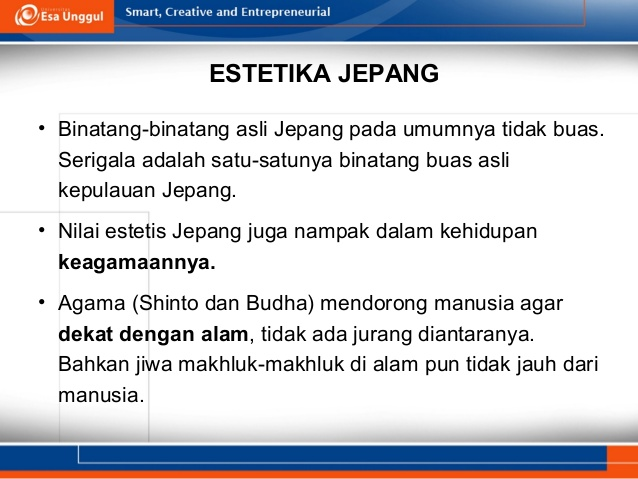 Esa Unggul
Smart, Creative and Entrepreneurial
ESTETIKA JEPANG
• Binatang-binatang asli Jepang pada umumnya tidak buas.
Serigala adalah satu-satunya binatang buas asli
kepulauan Jepang.
• Nilai estetis Jepang juga nampak dalam kehidupan
keagamaannya.
• Agama (Shinto dan Budha) mendorong manusia agar
dekat dengan alam, tidak ada jurang diantaranya.
Bahkan jiwa makhluk-makhluk di alam pun tidak jauh dari
manusia.